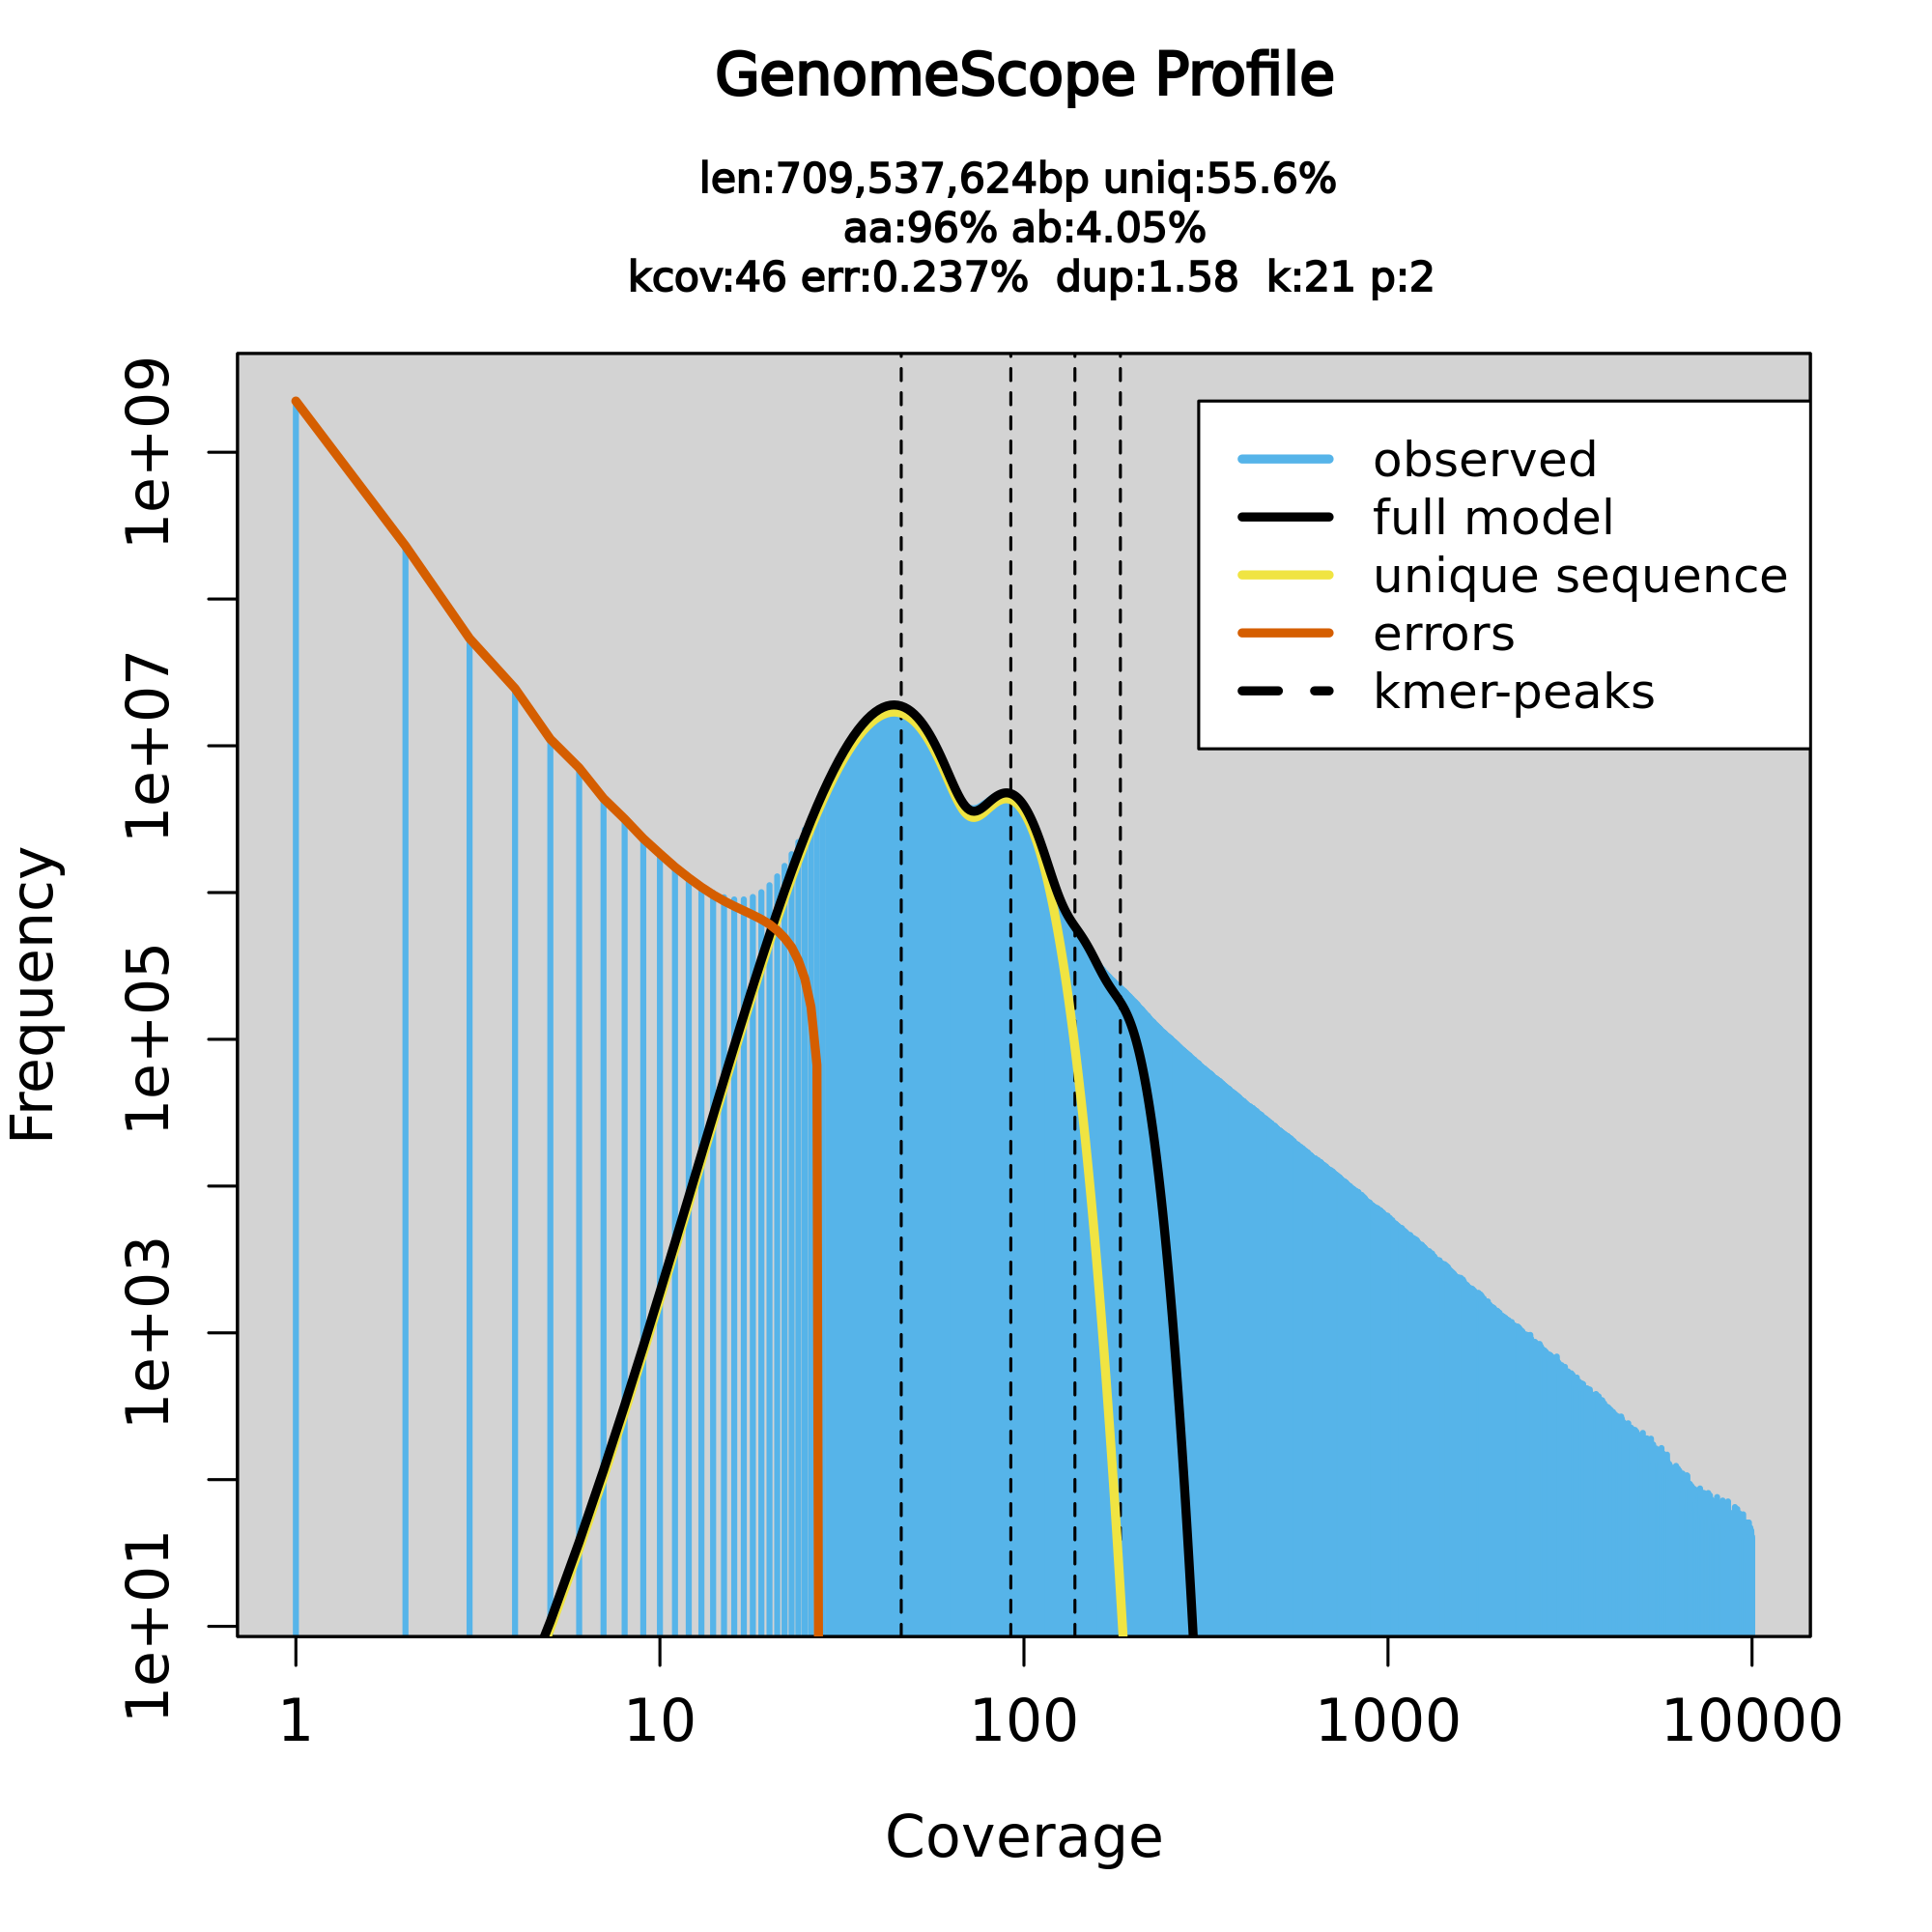 GenomeScope Profile
len:709,537,624bp uniq:55.6%
aa:96% ab:4.05%
kcov:46 err:0.237% dup:1.58 k:21 p:2
observed
full model
unique sequence
errors
kmer-peaks
Frequency
1e+09
1e+07
1e+05
1e+03
1e+01
1
10
100
1000
10000
Coverage